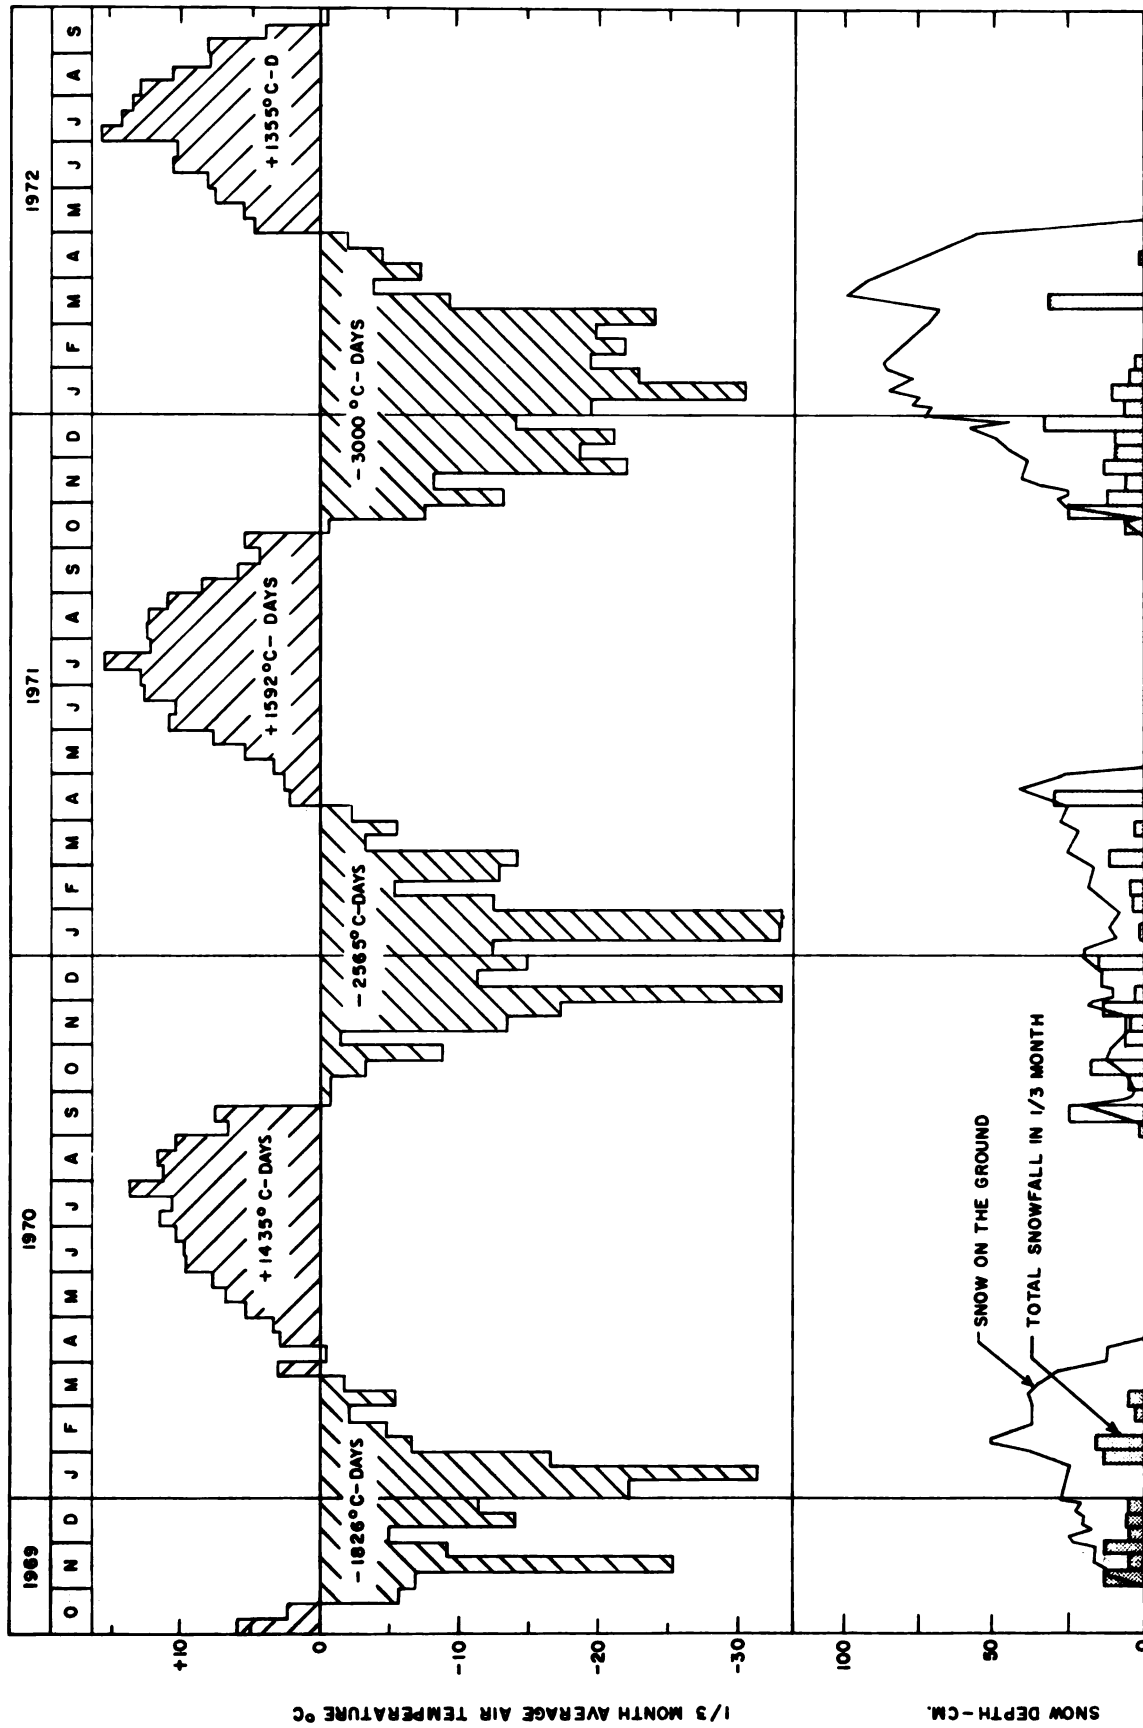 1969 1970 1971 1972
O N D J F M A M J J A S O N D J F M A M J J A S O N D J F M A M J J A S
+10
0
-10
-20
-30
1/3 MONTH AVERAGE AIR TEMPERATURE °C
-1826°C-DAYS
+1435°C-DAYS
-2565°C-DAYS
+1592°C-DAYS
-3000°C-DAYS
+1355°C-D
100
50
0
SNOW DEPTH-CM.
SNOW ON THE GROUND
TOTAL SNOWFALL IN 1/3 MONTH